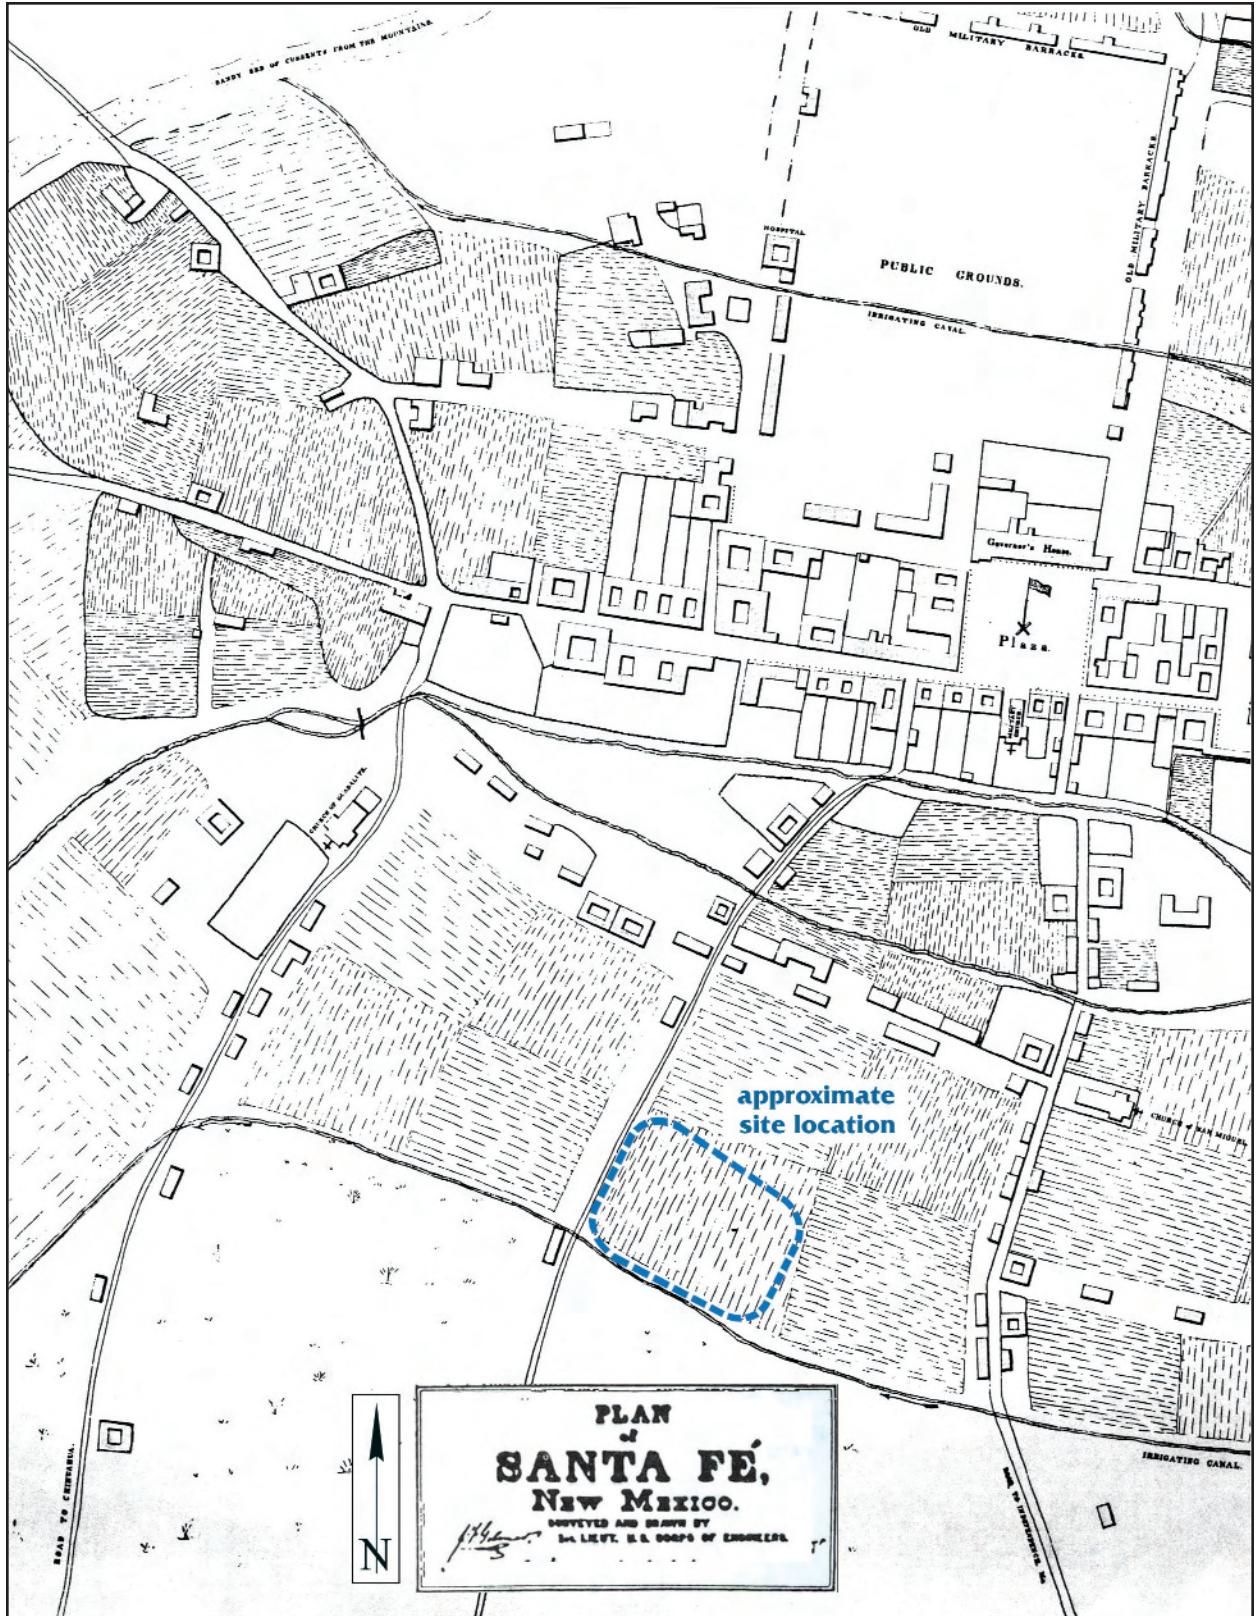 SANDY BED OF CURRENTS FROM THE MOUNTAINS.
OLD MILITARY BARRACKS.
OLD MILITARY BARRACKS.
HOSPITAL
PUBLIC GROUNDS.
IRRIGATING CANAL.
Governor's House.
Plaza.
MILITARY
CHURCH OF GUADALUPE.
approximate
site location
CHURCH of SAN MIGUEL
ROAD TO CHIHUAHUA.
ROAD TO INDEPENDENCE, Mo
IRRIGATING CANAL.
N
PLAN
of
SANTA FÉ,
NEW MEXICO.
SURVEYED AND DRAWN BY
1st LIEUT. U.S. CORPS OF ENGINEERS.